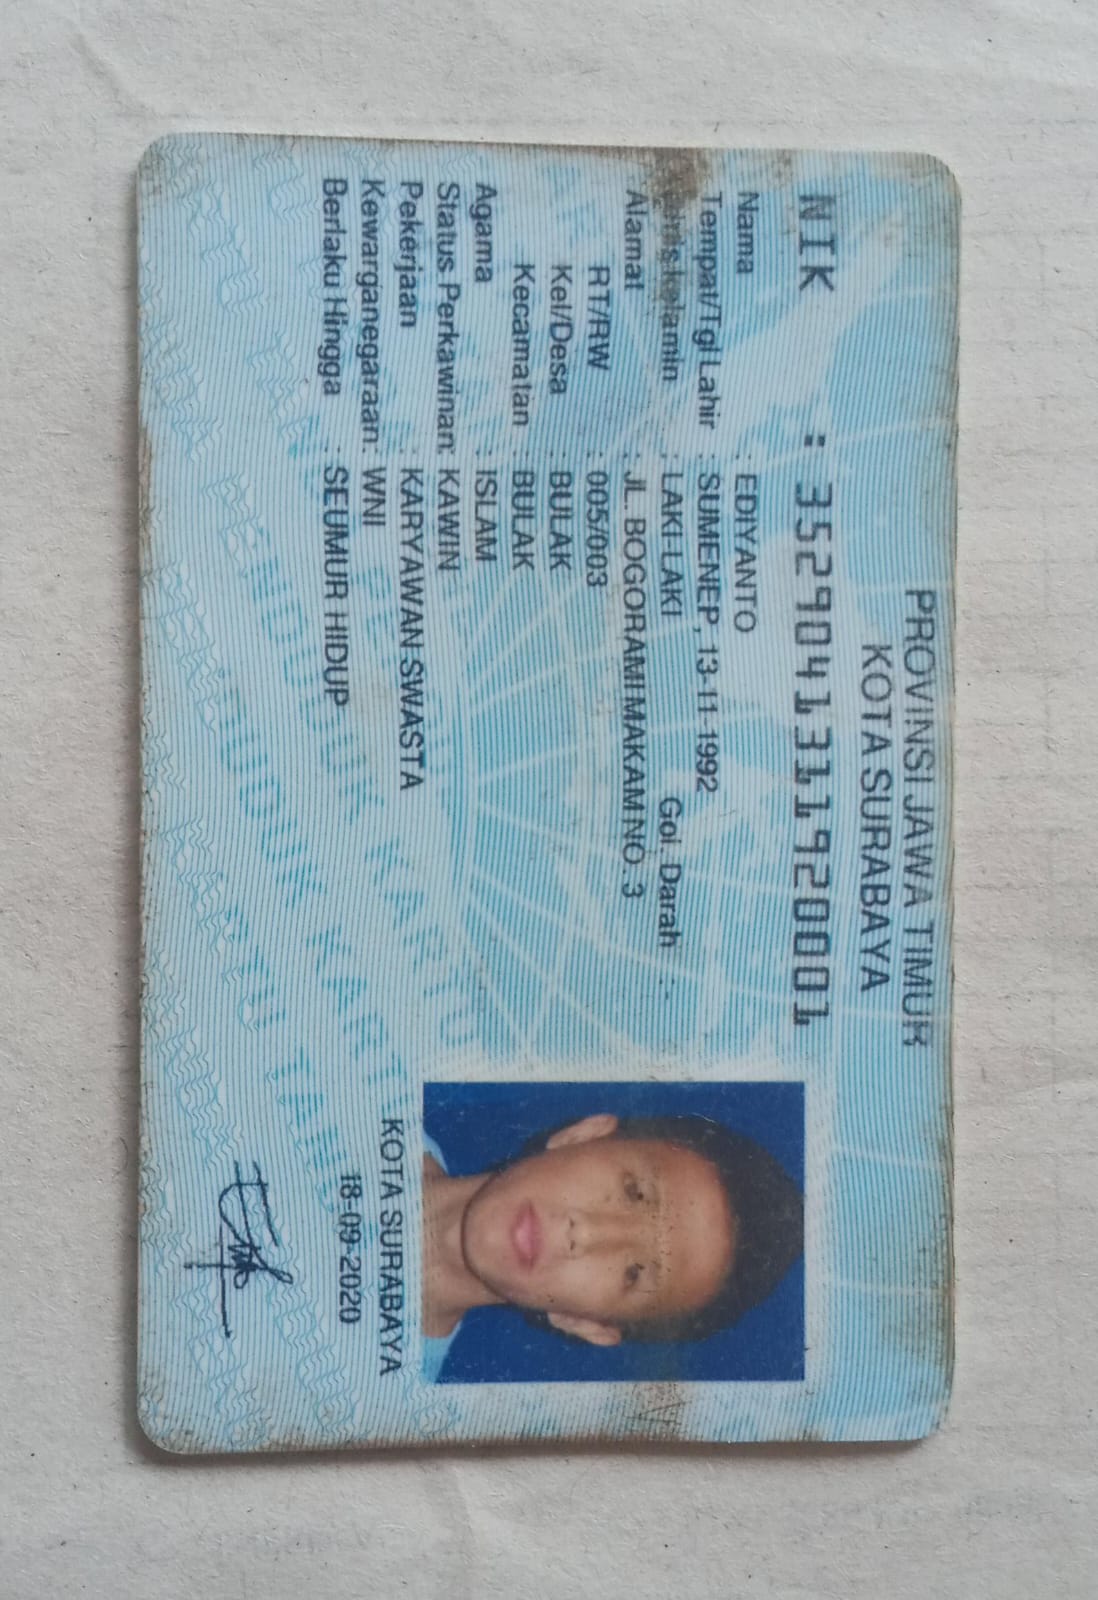 PROVINSI JAWA TIMUR
KOTA SURABAYA
NIK : 3529041311920001
Nama : EDIYANTO
Tempat/Tgl Lahir : SUMENEP, 13-11-1992
Jenis kelamin : LAKI-LAKI Gol. Darah : -
Alamat : JL. BOGORAMI MAKAM NO. 3
RT/RW : 005/003
Kel/Desa : BULAK
Kecamatan : BULAK
Agama : ISLAM
Status Perkawinan: KAWIN
Pekerjaan : KARYAWAN SWASTA
Kewarganegaraan: WNI
Berlaku Hingga : SEUMUR HIDUP
KOTA SURABAYA
18-09-2020